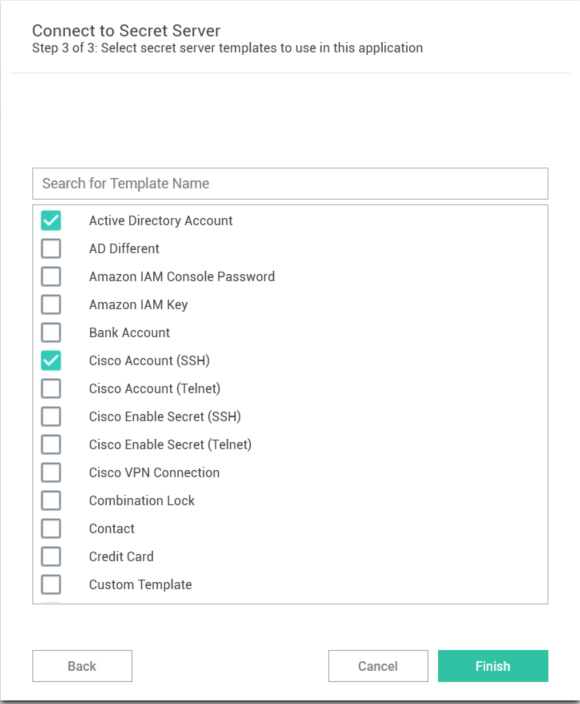 Connect to Secret Server
Step 3 of 3: Select secret server templates to use in this application
Search for Template Name
Active Directory Account
AD Different
Amazon IAM Console Password
Amazon IAM Key
Bank Account
Cisco Account (SSH)
Cisco Account (Telnet)
Cisco Enable Secret (SSH)
Cisco Enable Secret (Telnet)
Cisco VPN Connection
Combination Lock
Contact
Credit Card
Custom Template
Back
Cancel
Finish